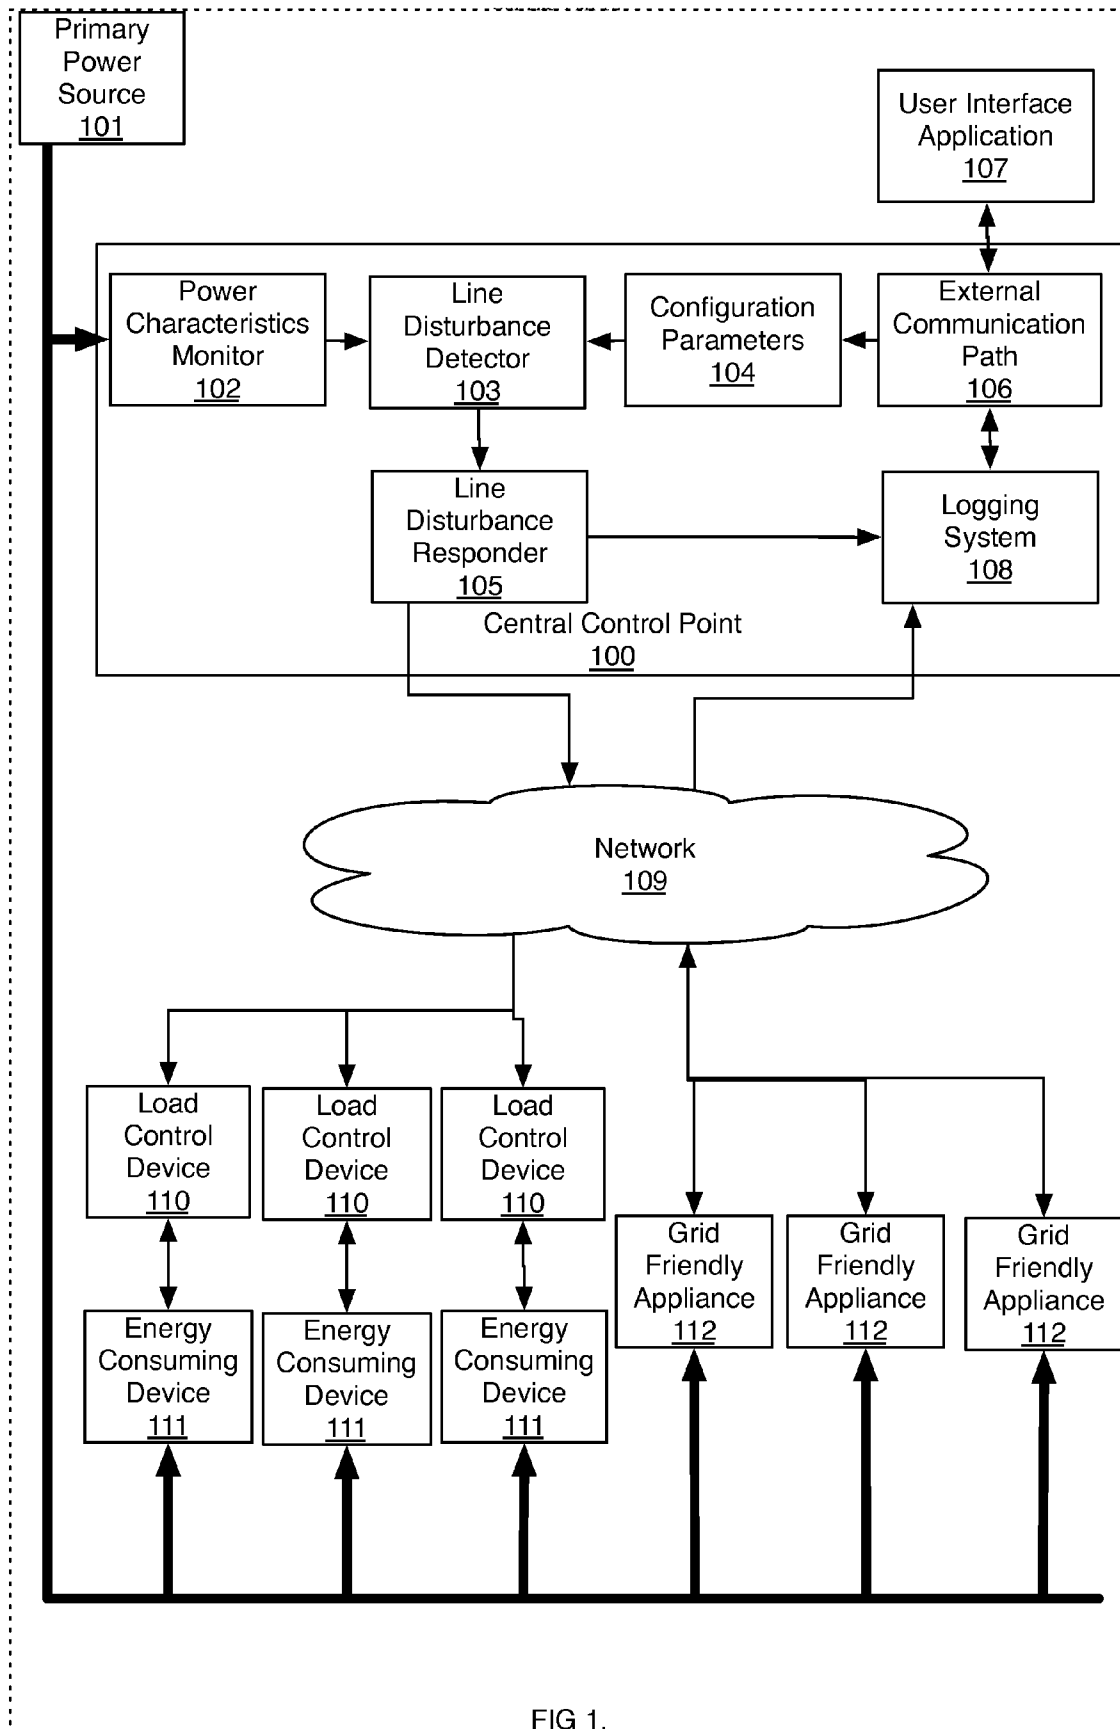 Primary
Power
Source
101
User Interface
Application
107
Power
Characteristics
Monitor
102
Line
Disturbance
Detector
103
Configuration
Parameters
104
External
Communication
Path
106
Line
Disturbance
Responder
105
Logging
System
108
Central Control Point
100
Network
109
Load
Control
Device
110
Load
Control
Device
110
Load
Control
Device
110
Grid
Friendly
Appliance
112
Grid
Friendly
Appliance
112
Grid
Friendly
Appliance
112
Energy
Consuming
Device
111
Energy
Consuming
Device
111
Energy
Consuming
Device
111
FIG 1.